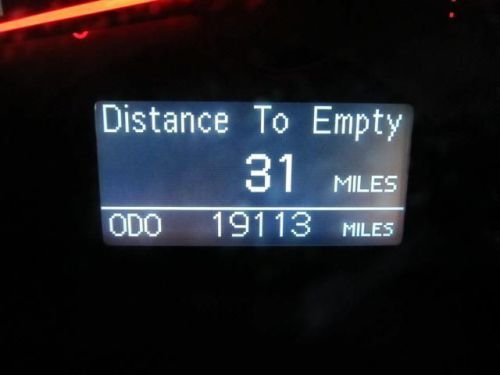 Distance To Empty
31 MILES
ODO 19113 MILES